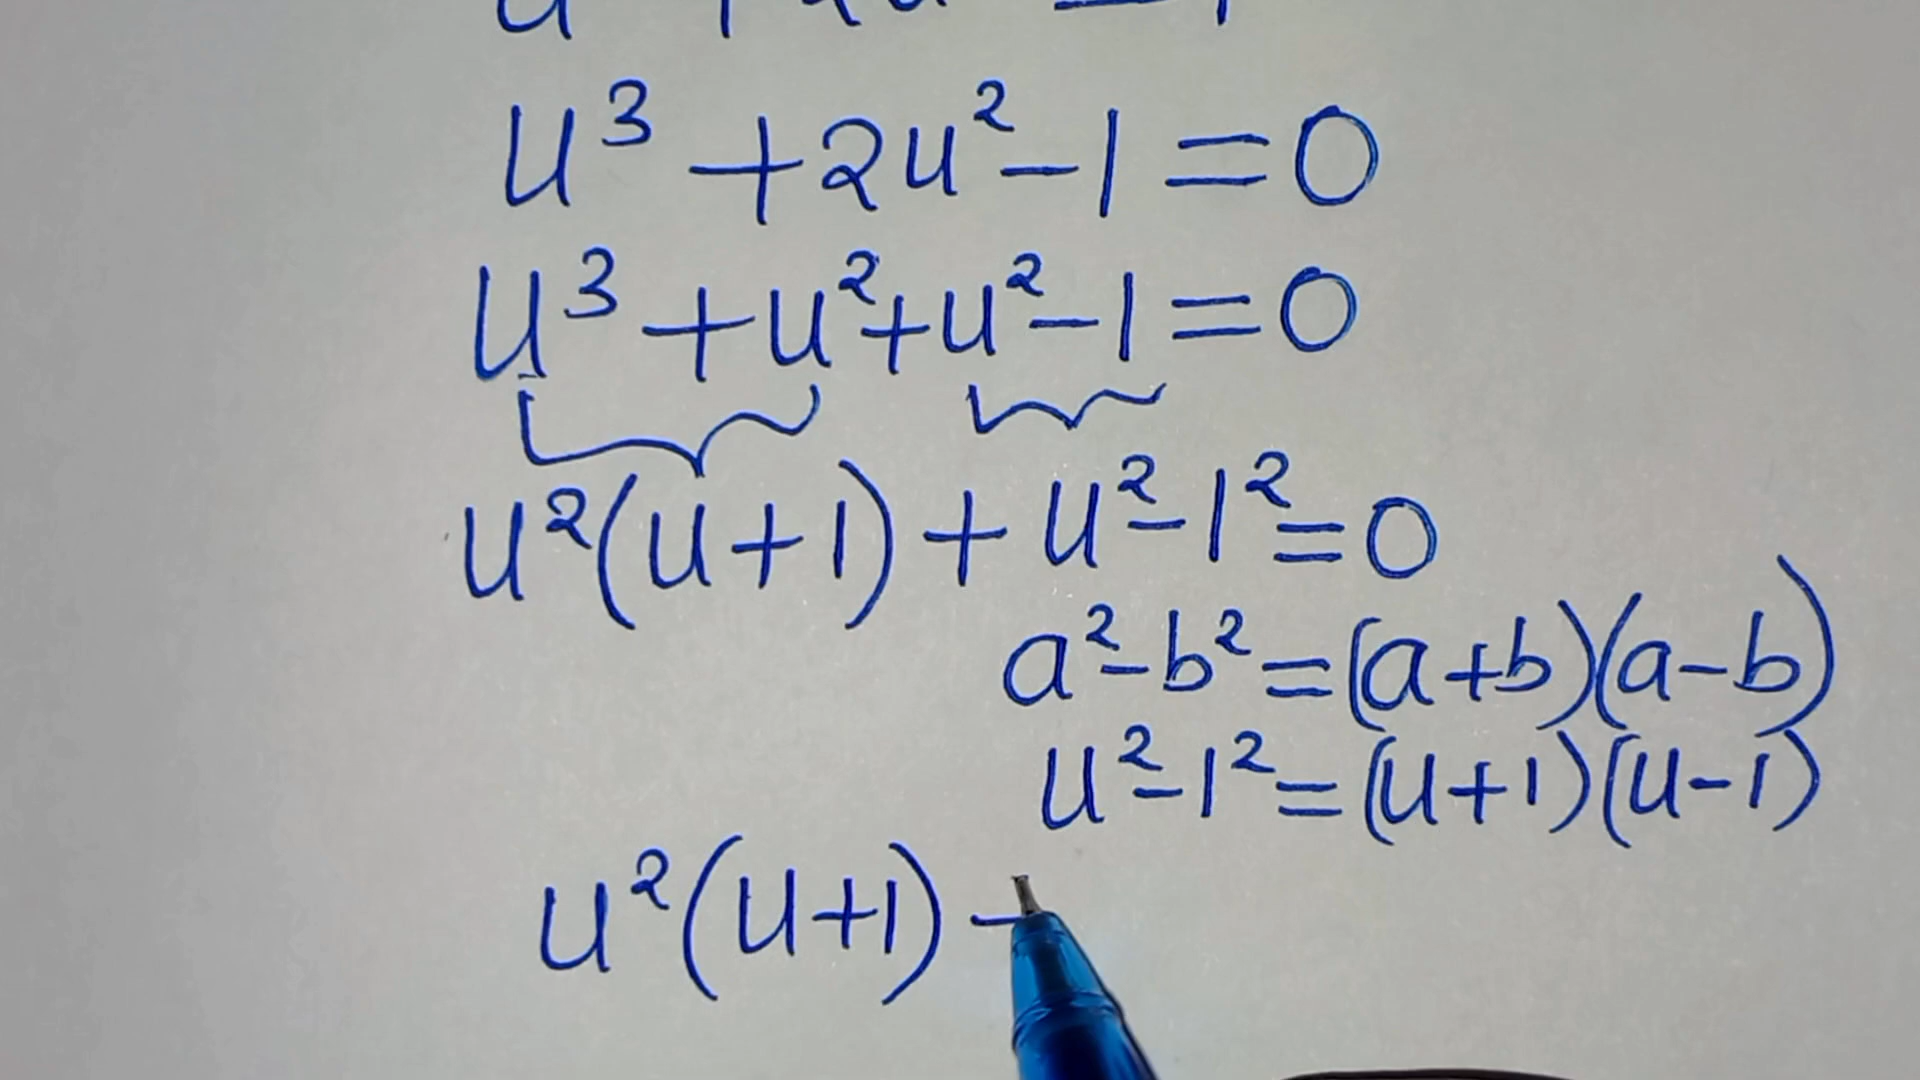 u³ + 2u² - 1 = 0
u³ + u² + u² - 1 = 0
u²(u + 1) + u² - 1² = 0
a² - b² = (a + b)(a - b)
u² - 1² = (u + 1)(u - 1)
u²(u + 1) -